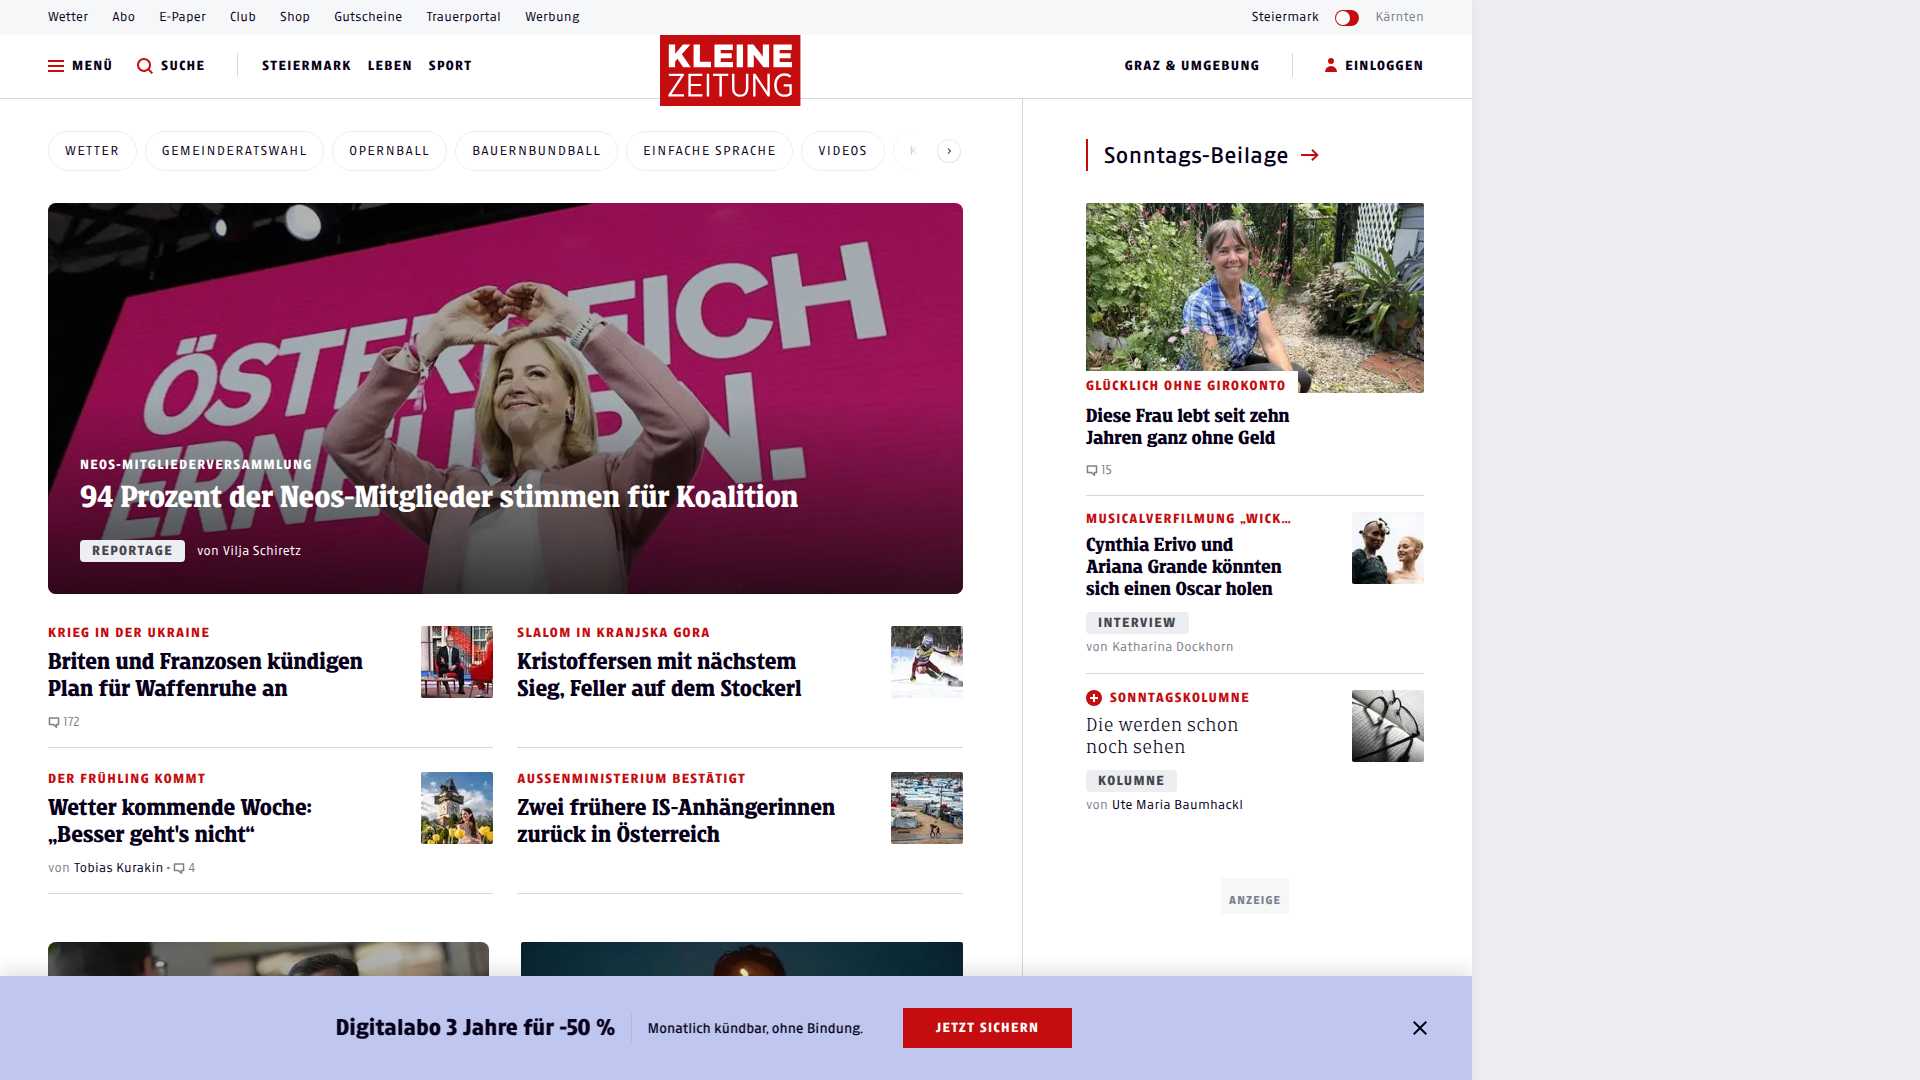 Wetter Abo E-Paper Club Shop Gutscheine Trauerportal Werbung Steiermark Kärnten
MENÜ SUCHE STEIERMARK LEBEN SPORT KLEINE ZEITUNG GRAZ & UMGEBUNG EINLOGGEN
WETTER GEMEINDERATSWAHL OPERNBALL BAUERNBUNDBALL EINFACHE SPRACHE VIDEOS K
ÖSTERREICH
ERNEUERN.
NEOS-MITGLIEDERVERSAMMLUNG
94 Prozent der Neos-Mitglieder stimmen für Koalition
REPORTAGE von Vilja Schiretz
KRIEG IN DER UKRAINE
Briten und Franzosen kündigen
Plan für Waffenruhe an
172
SLALOM IN KRANJSKA GORA
Kristoffersen mit nächstem
Sieg, Feller auf dem Stockerl
DER FRÜHLING KOMMT
Wetter kommende Woche:
„Besser geht's nicht“
von Tobias Kurakin • 4
AUSSENMINISTERIUM BESTÄTIGT
Zwei frühere IS-Anhängerinnen
zurück in Österreich
Sonntags-Beilage
GLÜCKLICH OHNE GIROKONTO
Diese Frau lebt seit zehn
Jahren ganz ohne Geld
15
MUSICALVERFILMUNG „WICK...
Cynthia Erivo und
Ariana Grande könnten
sich einen Oscar holen
INTERVIEW
von Katharina Dockhorn
SONNTAGSKOLUMNE
Die werden schon
noch sehen
KOLUMNE
von Ute Maria Baumhackl
ANZEIGE
Digitalabo 3 Jahre für -50 % Monatlich kündbar, ohne Bindung. JETZT SICHERN